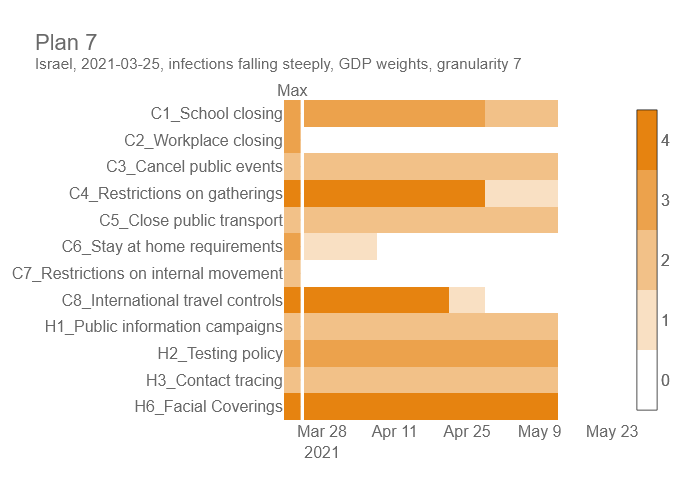 Plan 7
Israel, 2021-03-25, infections falling steeply, GDP weights, granularity 7
Max
C1_School closing
C2_Workplace closing
C3_Cancel public events
C4_Restrictions on gatherings
C5_Close public transport
C6_Stay at home requirements
C7_Restrictions on internal movement
C8_International travel controls
H1_Public information campaigns
H2_Testing policy
H3_Contact tracing
H6_Facial Coverings
Mar 28 Apr 11 Apr 25 May 9 May 23
2021
4
3
2
1
0